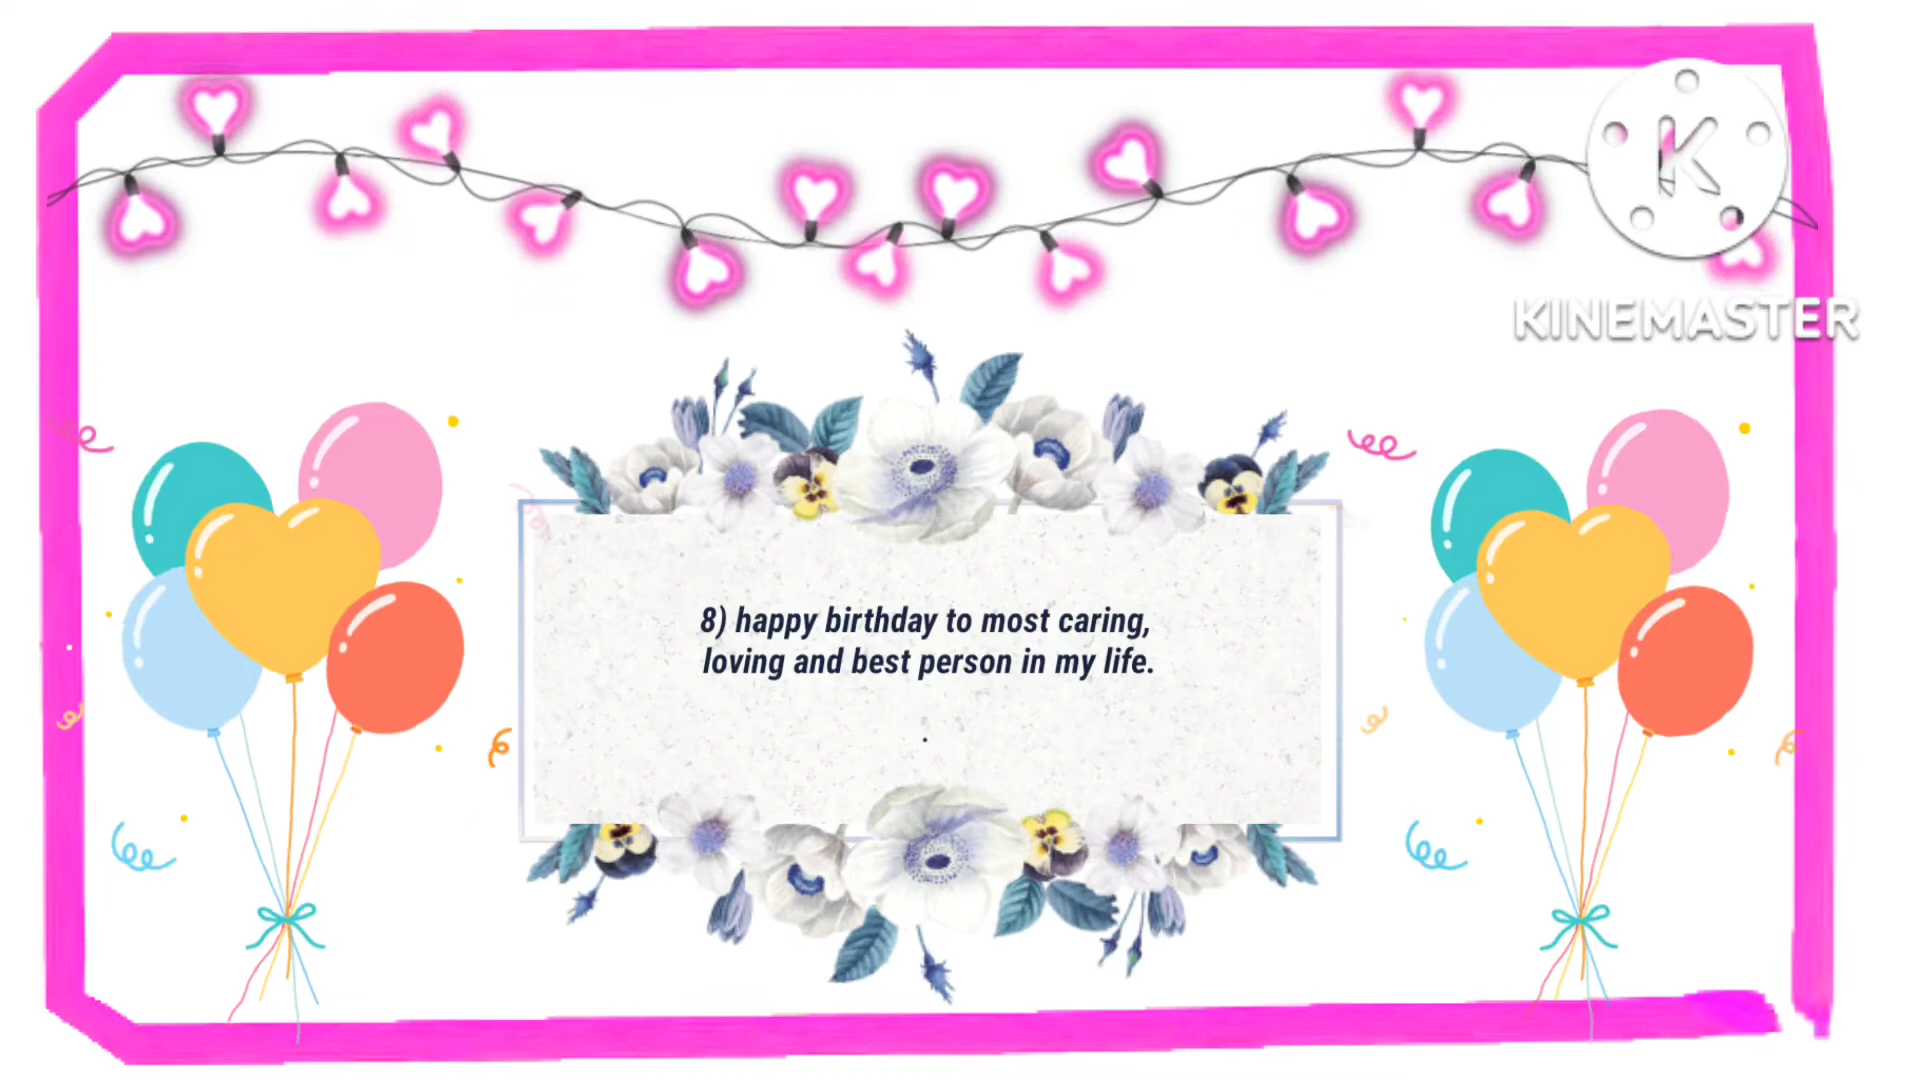 K
KINEMASTER
8) happy birthday to most caring,
loving and best person in my life.
.